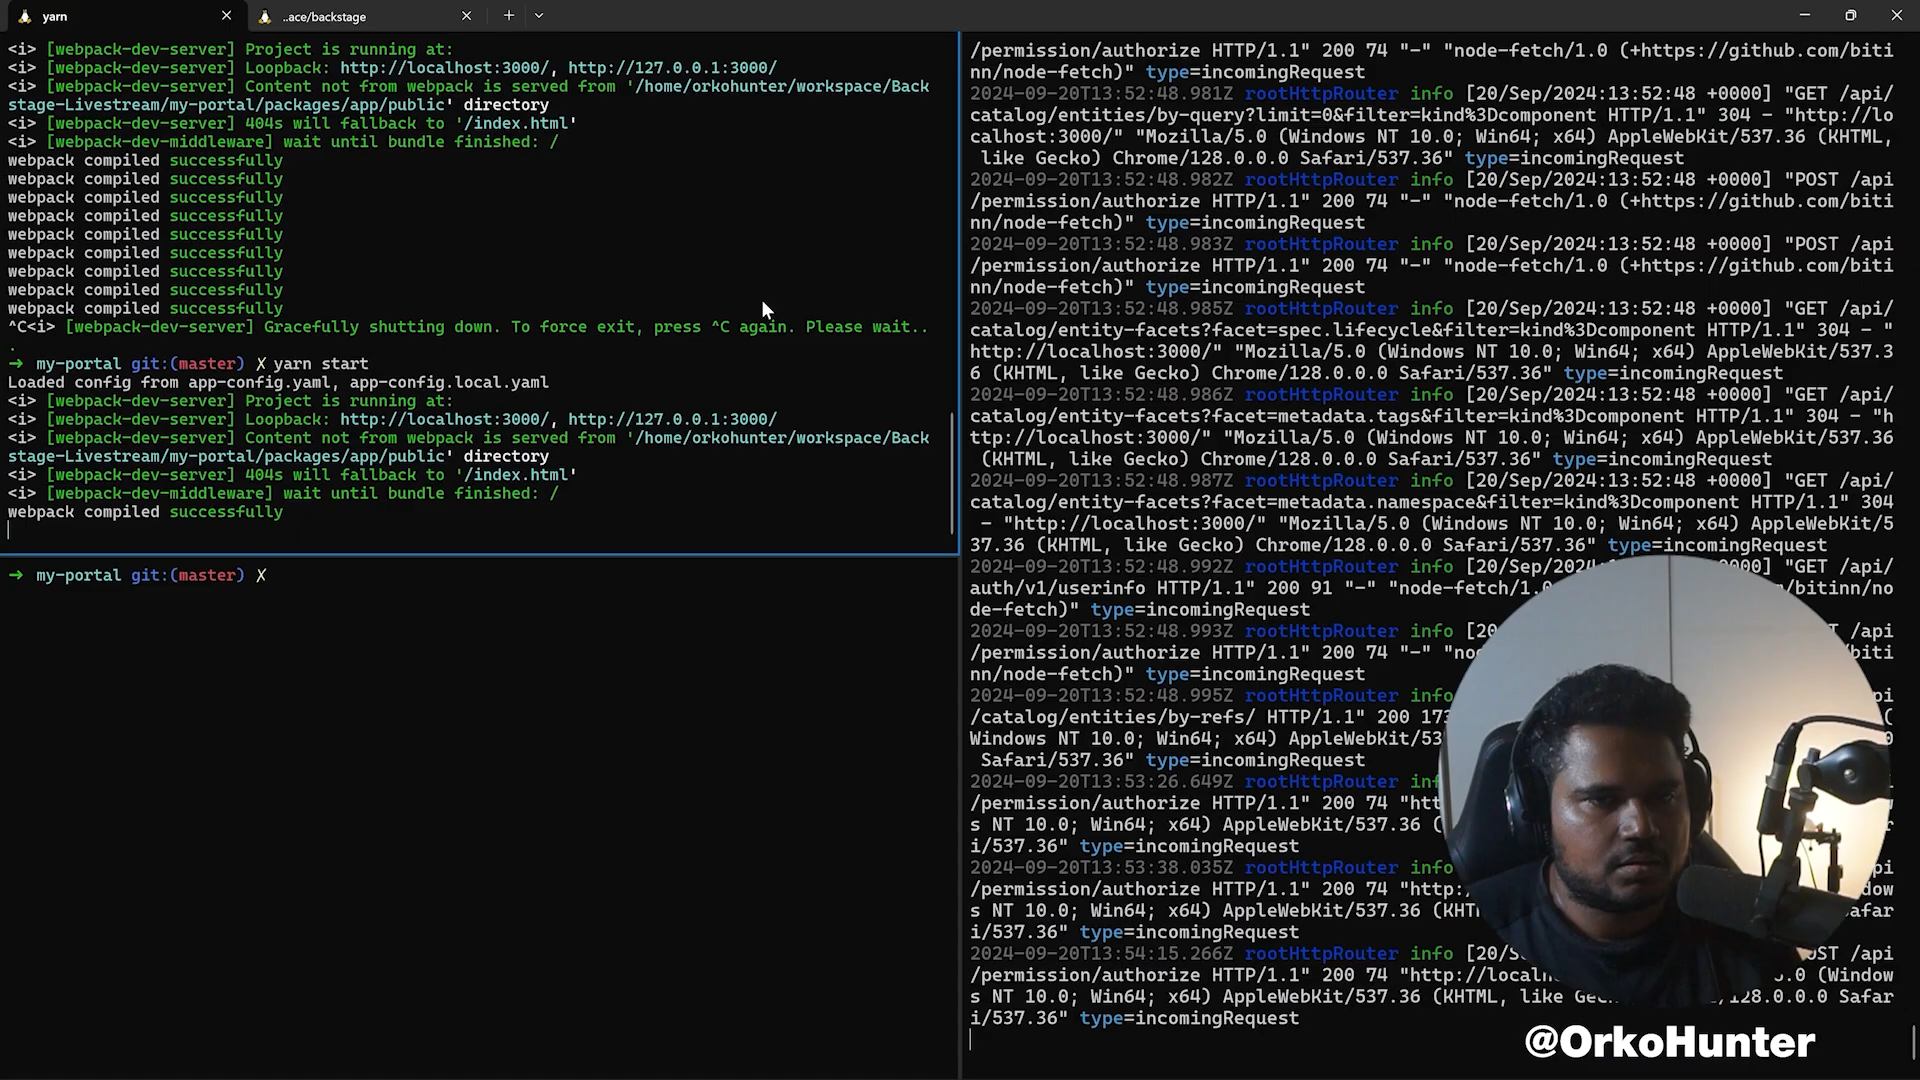 yarn
..ace/backstage
<i> [webpack-dev-server] Project is running at:
<i> [webpack-dev-server] Loopback: http://localhost:3000/, http://127.0.0.1:3000/
<i> [webpack-dev-server] Content not from webpack is served from '/home/orkohunter/workspace/Back
stage-Livestream/my-portal/packages/app/public' directory
<i> [webpack-dev-server] 404s will fallback to '/index.html'
<i> [webpack-dev-middleware] wait until bundle finished: /
webpack compiled successfully
webpack compiled successfully
webpack compiled successfully
webpack compiled successfully
webpack compiled successfully
webpack compiled successfully
webpack compiled successfully
webpack compiled successfully
webpack compiled successfully
^C<i> [webpack-dev-server] Gracefully shutting down. To force exit, press ^C again. Please wait..
.
→ my-portal git:(master) ✗ yarn start
Loaded config from app-config.yaml, app-config.local.yaml
<i> [webpack-dev-server] Project is running at:
<i> [webpack-dev-server] Loopback: http://localhost:3000/, http://127.0.0.1:3000/
<i> [webpack-dev-server] Content not from webpack is served from '/home/orkohunter/workspace/Back
stage-Livestream/my-portal/packages/app/public' directory
<i> [webpack-dev-server] 404s will fallback to '/index.html'
<i> [webpack-dev-middleware] wait until bundle finished: /
webpack compiled successfully
→ my-portal git:(master) ✗
/permission/authorize HTTP/1.1" 200 74 "-" "node-fetch/1.0 (+https://github.com/biti
nn/node-fetch)" type=incomingRequest
2024-09-20T13:52:48.981Z rootHttpRouter info [20/Sep/2024:13:52:48 +0000] "GET /api/
catalog/entities/by-query?limit=0&filter=kind%3Dcomponent HTTP/1.1" 304 - "http://lo
calhost:3000/" "Mozilla/5.0 (Windows NT 10.0; Win64; x64) AppleWebKit/537.36 (KHTML,
like Gecko) Chrome/128.0.0.0 Safari/537.36" type=incomingRequest
2024-09-20T13:52:48.982Z rootHttpRouter info [20/Sep/2024:13:52:48 +0000] "POST /api
/permission/authorize HTTP/1.1" 200 74 "-" "node-fetch/1.0 (+https://github.com/biti
nn/node-fetch)" type=incomingRequest
2024-09-20T13:52:48.983Z rootHttpRouter info [20/Sep/2024:13:52:48 +0000] "POST /api
/permission/authorize HTTP/1.1" 200 74 "-" "node-fetch/1.0 (+https://github.com/biti
nn/node-fetch)" type=incomingRequest
2024-09-20T13:52:48.985Z rootHttpRouter info [20/Sep/2024:13:52:48 +0000] "GET /api/
catalog/entity-facets?facet=spec.lifecycle&filter=kind%3Dcomponent HTTP/1.1" 304 - "
http://localhost:3000/" "Mozilla/5.0 (Windows NT 10.0; Win64; x64) AppleWebKit/537.3
6 (KHTML, like Gecko) Chrome/128.0.0.0 Safari/537.36" type=incomingRequest
2024-09-20T13:52:48.986Z rootHttpRouter info [20/Sep/2024:13:52:48 +0000] "GET /api/
catalog/entity-facets?facet=metadata.tags&filter=kind%3Dcomponent HTTP/1.1" 304 - "h
ttp://localhost:3000/" "Mozilla/5.0 (Windows NT 10.0; Win64; x64) AppleWebKit/537.36
(KHTML, like Gecko) Chrome/128.0.0.0 Safari/537.36" type=incomingRequest
2024-09-20T13:52:48.987Z rootHttpRouter info [20/Sep/2024:13:52:48 +0000] "GET /api/
catalog/entity-facets?facet=metadata.namespace&filter=kind%3Dcomponent HTTP/1.1" 304
- "http://localhost:3000/" "Mozilla/5.0 (Windows NT 10.0; Win64; x64) AppleWebKit/5
37.36 (KHTML, like Gecko) Chrome/128.0.0.0 Safari/537.36" type=incomingRequest
2024-09-20T13:52:48.992Z rootHttpRouter info [20/Sep/2024:13:52:48 +0000] "GET /api/
auth/v1/userinfo HTTP/1.1" 200 91 "-" "node-fetch/1.0 /bitinn/no
de-fetch)" type=incomingRequest
2024-09-20T13:52:48.993Z rootHttpRouter info [20 /api
/permission/authorize HTTP/1.1" 200 74 "-" biti
nn/node-fetch)" type=incomingRequest
2024-09-20T13:52:48.995Z rootHttpRouter info
/catalog/entities/by-refs/ HTTP/1.1" 200 173 (
Windows NT 10.0; Win64; x64) AppleWebKit/53
Safari/537.36" type=incomingRequest
2024-09-20T13:53:26.649Z rootHttpRouter
/permission/authorize HTTP/1.1" 200 74
s NT 10.0; Win64; x64) AppleWebKit/537.36 (
i/537.36" type=incomingRequest
2024-09-20T13:53:38.035Z rootHttpRouter info
/permission/authorize HTTP/1.1" 200 74 "http:
s NT 10.0; Win64; x64) AppleWebKit/537.36
i/537.36" type=incomingRequest
2024-09-20T13:54:15.266Z rootHttpRouter info /api
/permission/authorize HTTP/1.1" 200 74 (Window
s NT 10.0; Win64; x64) AppleWebKit/537.36 (KHTML, like Safar
i/537.36" type=incomingRequest
@OrkoHunter